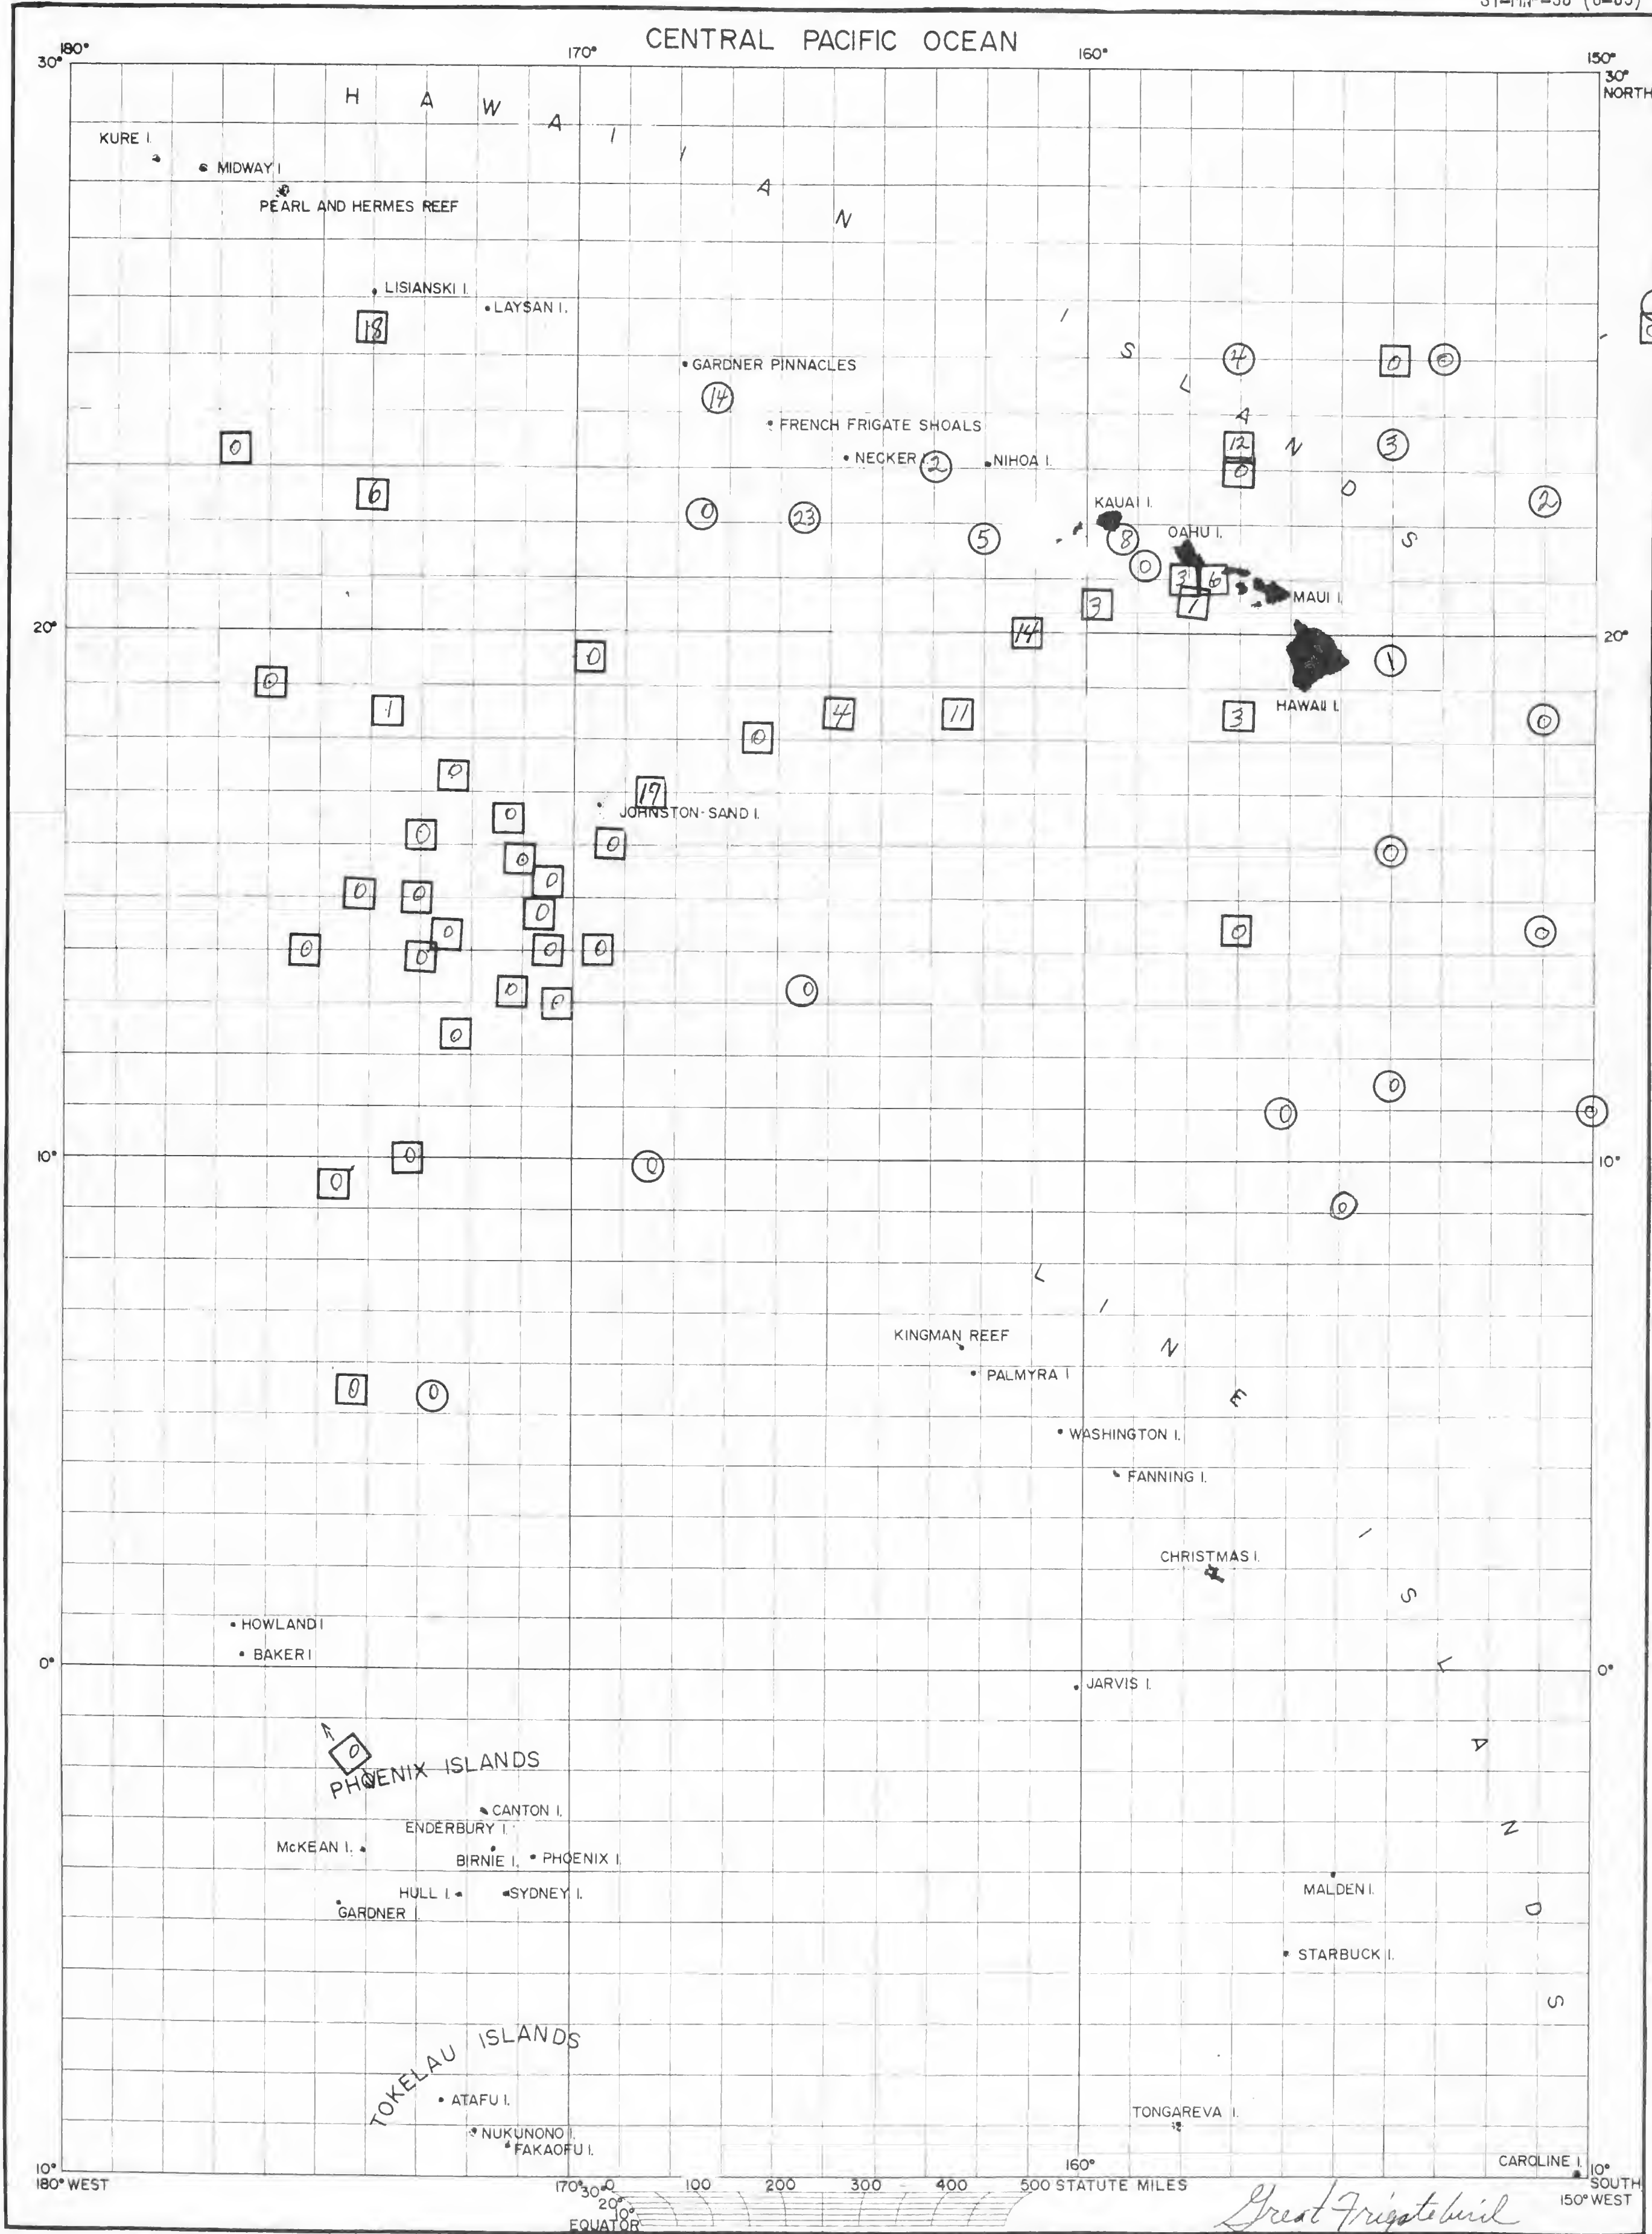 CENTRAL PACIFIC OCEAN
180° 170° 160° 150°
30° 30°
NORTH
H A W A I I A N
KURE I.
MIDWAY I
PEARL AND HERMES REEF
LISIANSKI I.
LAYSAN I.
18
I S L A N D S
GARDNER PINNACLES
4 0 0
14
FRENCH FRIGATE SHOALS
0 12 3
NECKER I. 2 NIHOA I.
0
6 2
KAUAI I.
0 23 5 8
OAHU I.
0
3 6
3 1 MAUI I.
20° 14 20°
0 1
0
HAWAII I.
1 4 11 3 0
0
0
17
JOHNSTON-SAND I.
0
0 0
0 0
0
0 0
0
0 0 0
0 0 0 0
0
0 0
0
0
0
0 0
10° 0 0 10°
0
0
L I N E
KINGMAN REEF
PALMYRA I
0 0
WASHINGTON I.
FANNING I.
I S L A N D S
CHRISTMAS I.
HOWLAND I
BAKER I
0° 0°
JARVIS I.
0
PHOENIX ISLANDS
CANTON I.
ENDERBURY I.
McKEAN I.
BIRNIE I. PHOENIX I.
HULL I. SYDNEY I.
GARDNER I.
MALDEN I.
STARBUCK I.
TOKELAU ISLANDS
ATAFU I.
NUKUNONO I.
FAKAOFU I.
TONGAREVA I.
CAROLINE I.
10° 160° 10°
180° WEST 170° SOUTH
150° WEST
0 100 200 300 400 500 STATUTE MILES
30°
20°
10°
EQUATOR
Great Frigatebird